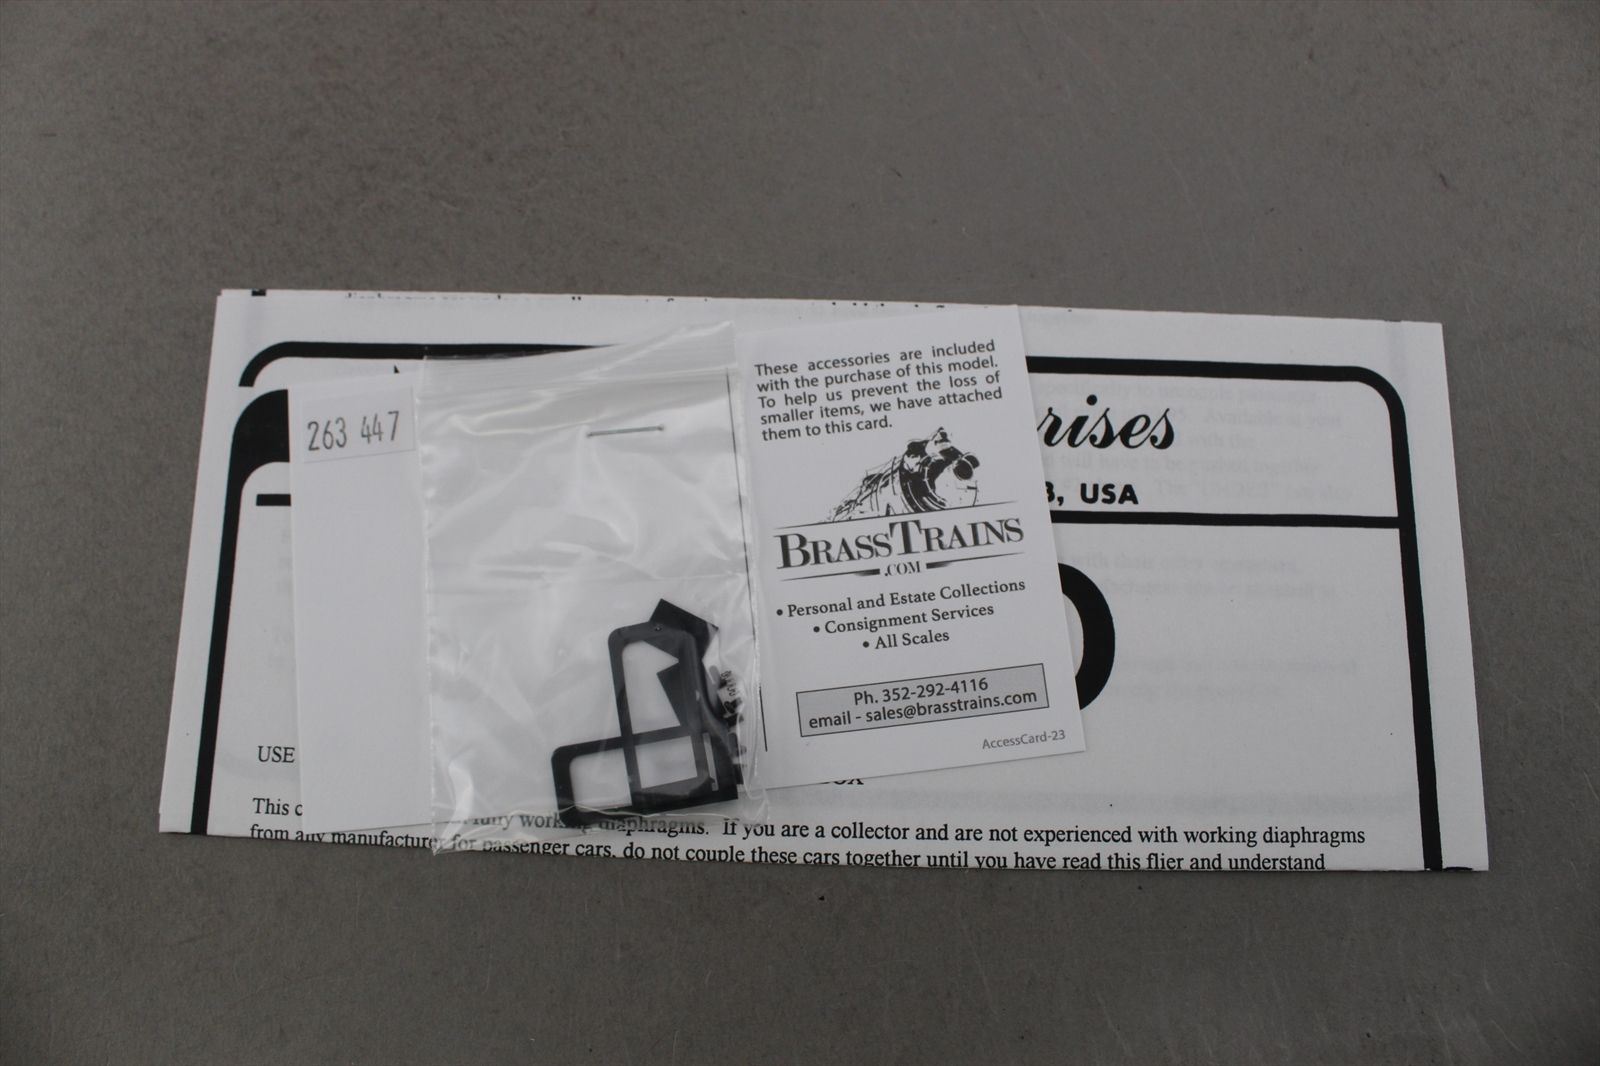 263 447
These accessories are included
with the purchase of this model.
To help us prevent the loss of
smaller items, we have attached
them to this card.
BRASSTRAINS
.COM
• Personal and Estate Collections
• Consignment Services
• All Scales
Ph. 352-292-4116
email - sales@brasstrains.com
AccessCard-23
rises
3, USA
USE
This c
fully working diaphragms. If you are a collector and are not experienced with working diaphragms
from any manufacturer for passenger cars, do not couple these cars together until you have read this flier and understand